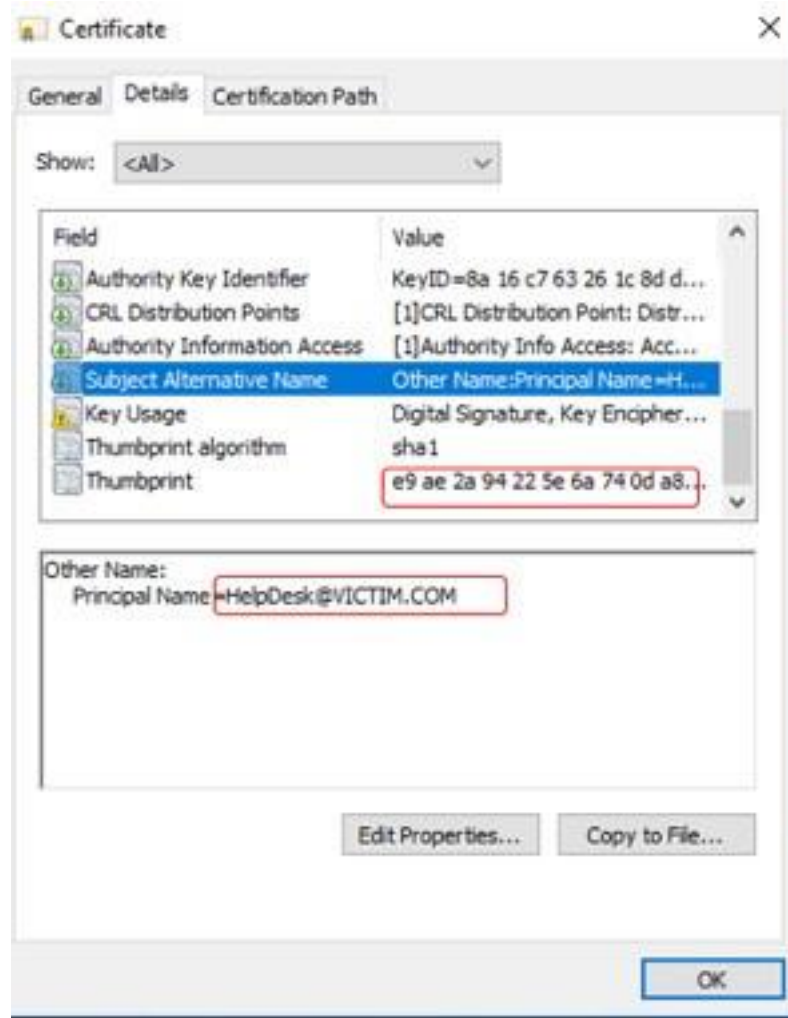 Certificate
General Details Certification Path
Show: <All>
Field Value
Authority Key Identifier KeyID=8a 16 c7 63 26 1c 8d d...
CRL Distribution Points [1]CRL Distribution Point: Distr...
Authority Information Access [1]Authority Info Access: Acc...
Subject Alternative Name Other Name:Principal Name=H...
Key Usage Digital Signature, Key Encipher...
Thumbprint algorithm sha1
Thumbprint e9 ae 2a 94 22 5e 6a 74 0d a8...
Other Name:
Principal Name=HelpDesk@VICTIM.COM
Edit Properties... Copy to File...
OK